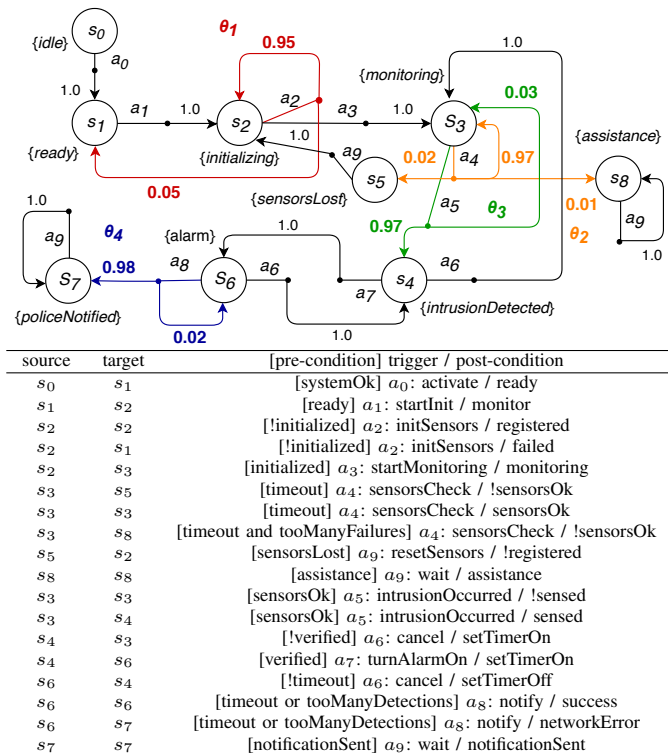 {idle}
s0
a0
1.0
θ1
0.95
1.0
{monitoring}
s1
a1
1.0
s2
a2
a3
1.0
S3
0.03
{assistance}
{ready}
{initializing}
1.0
a9
s5
0.02
a4
0.97
s8
0.05
{sensorsLost}
a5
θ3
0.01
a9
1.0
θ4
{alarm}
1.0
0.97
θ2
1.0
a9
S7
0.98
a8
S6
a6
a7
s4
a6
1.0
{policeNotified}
0.02
1.0
{intrusionDetected}
source target [pre-condition] trigger / post-condition
s0 s1 [systemOk] a0: activate / ready
s1 s2 [ready] a1: startInit / monitor
s2 s2 [!initialized] a2: initSensors / registered
s2 s1 [!initialized] a2: initSensors / failed
s2 s3 [initialized] a3: startMonitoring / monitoring
s3 s5 [timeout] a4: sensorsCheck / !sensorsOk
s3 s3 [timeout] a4: sensorsCheck / sensorsOk
s3 s8 [timeout and tooManyFailures] a4: sensorsCheck / !sensorsOk
s5 s2 [sensorsLost] a9: resetSensors / !registered
s8 s8 [assistance] a9: wait / assistance
s3 s3 [sensorsOk] a5: intrusionOccurred / !sensed
s3 s4 [sensorsOk] a5: intrusionOccurred / sensed
s4 s3 [!verified] a6: cancel / setTimerOn
s4 s6 [verified] a7: turnAlarmOn / setTimerOn
s6 s4 [!timeout] a6: cancel / setTimerOff
s6 s6 [timeout or tooManyDetections] a8: notify / success
s6 s7 [timeout or tooManyDetections] a8: notify / networkError
s7 s7 [notificationSent] a9: wait / notificationSent